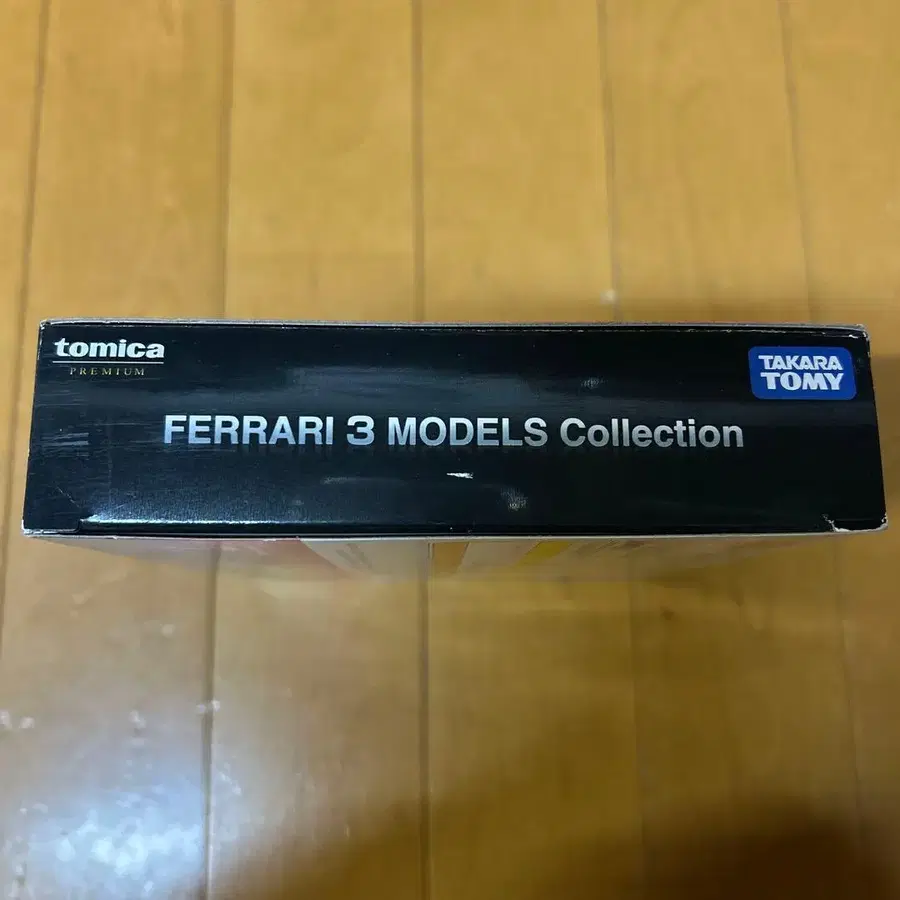 tomica
PREMIUM
TAKARA
TOMY
FERRARI 3 MODELS Collection